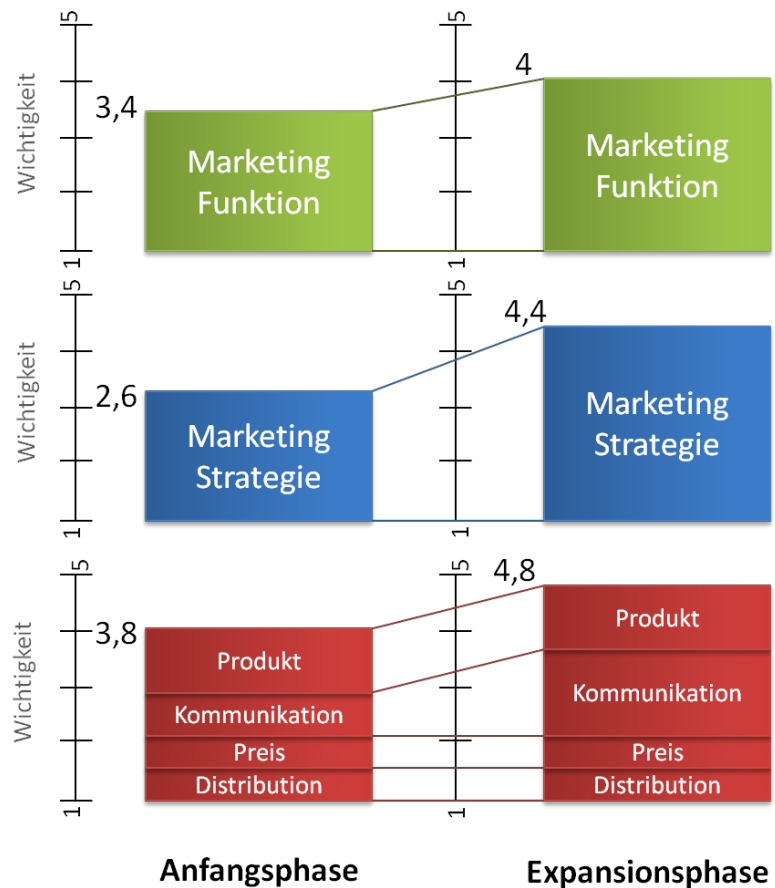 5
Wichtigkeit
1
3,4
Marketing
Funktion
5
1
4
Marketing
Funktion
5
Wichtigkeit
1
2,6
Marketing
Strategie
5
1
4,4
Marketing
Strategie
5
Wichtigkeit
1
3,8
Produkt
Kommunikation
Preis
Distribution
5
1
4,8
Produkt
Kommunikation
Preis
Distribution
Anfangsphase
Expansionsphase